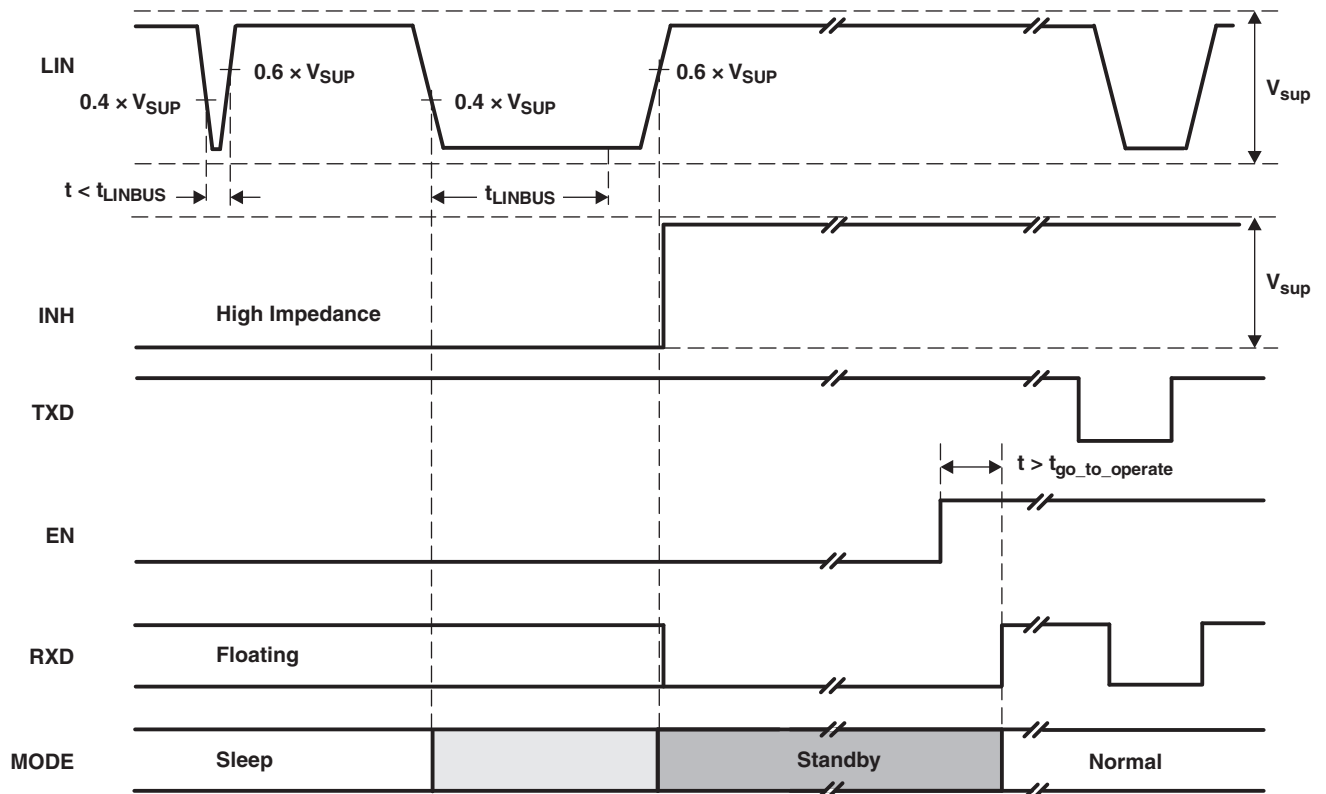 LIN
0.6 × VSUP
0.4 × VSUP
0.4 × VSUP
0.6 × VSUP
Vsup
t < tLINBUS
tLINBUS
INH
High Impedance
Vsup
TXD
t > tgo_to_operate
EN
RXD
Floating
MODE
Sleep
Standby
Normal